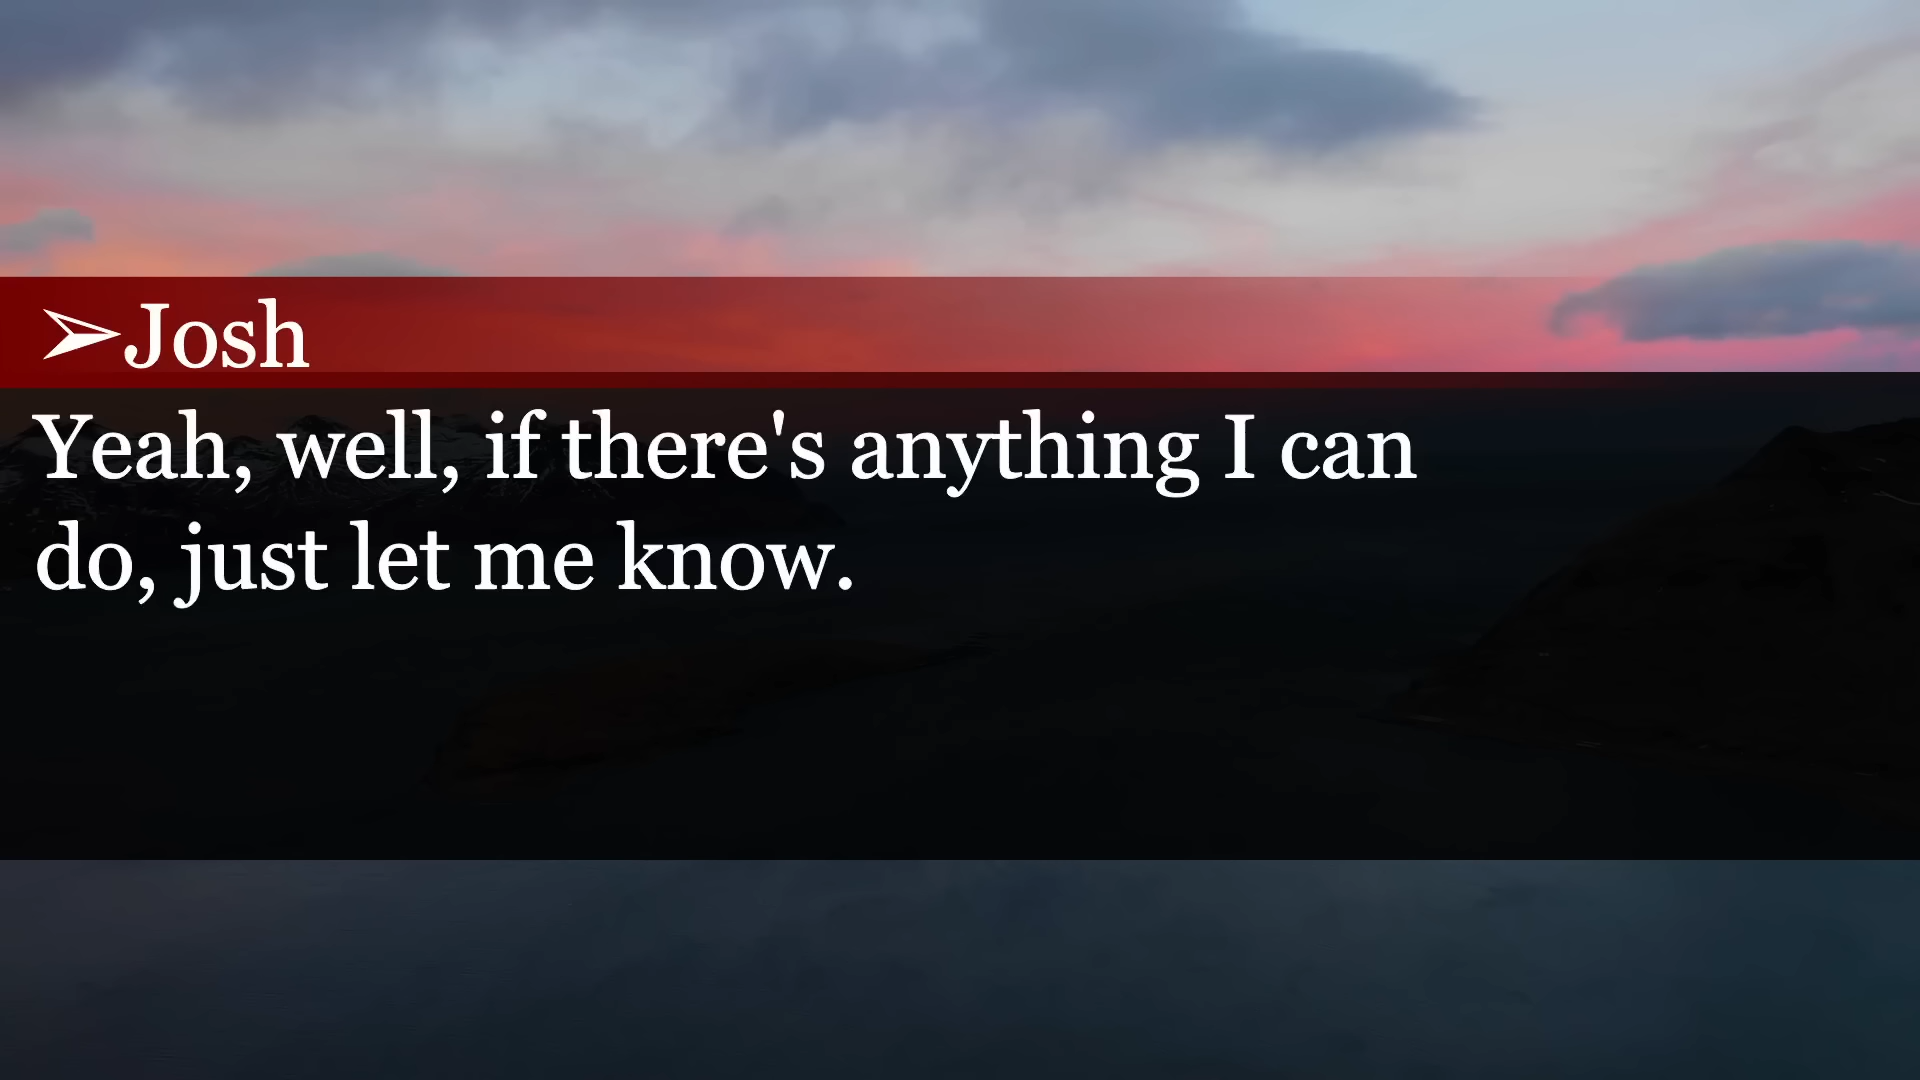 ➢Josh
Yeah, well, if there's anything I can
do, just let me know.